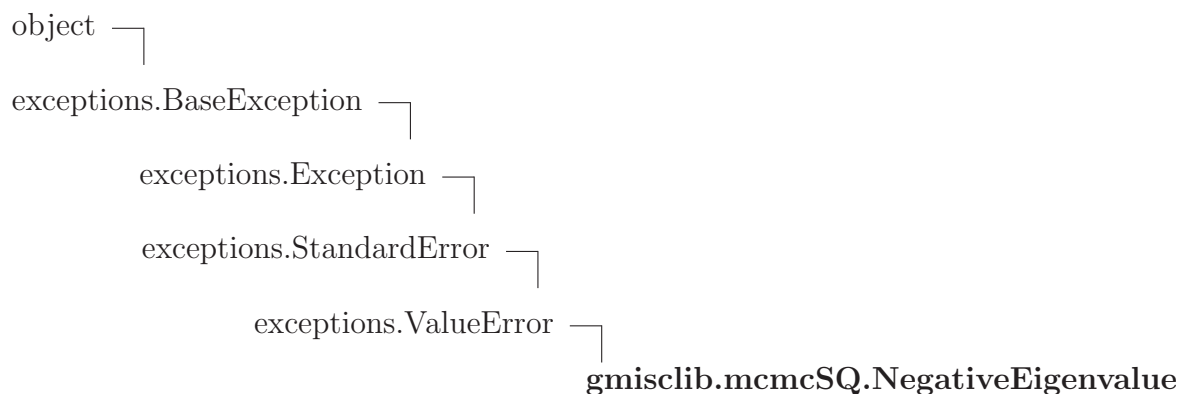 object
exceptions.BaseException
exceptions.Exception
exceptions.StandardError
exceptions.ValueError
gmisclib.mcmcSQ.NegativeEigenvalue